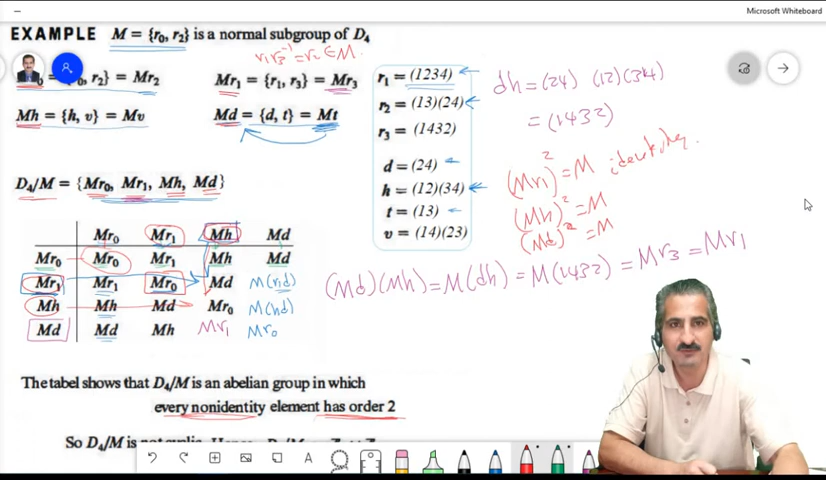 Microsoft Whiteboard
EXAMPLE M = {r₀, r₂} is a normal subgroup of D₄
r₁r₃⁻¹ = r₂ ∈ M.
r₂} = Mr₂
Mr₁ = {r₁, r₃} = Mr₃
Mh = {h, v} = Mv
Md = {d, t} = Mt
r₁ = (1234)
r₂ = (13)(24)
r₃ = (1432)
d = (24)
h = (12)(34)
t = (13)
v = (14)(23)
dh = (24) (12)(34)
= (1432)
(Mr₁)² = M identity.
(Mh)² = M
(Md)² = M
(Md)(Mh) = M(dh) = M(1432) = Mr₃ = Mr₁
D₄/M = {Mr₀, Mr₁, Mh, Md}
Mr₀ Mr₁ Mh Md
Mr₀ Mr₀ Mr₁ Mh Md
Mr₁ Mr₁ Mr₀ Md M(r₁d)
Mh Mh Md Mr₀ M(hd)
Md Md Mh Mr₁ Mr₀
The tabel shows that D₄/M is an abelian group in which
every nonidentity element has order 2
So D₄/M is not cyclic. Hence